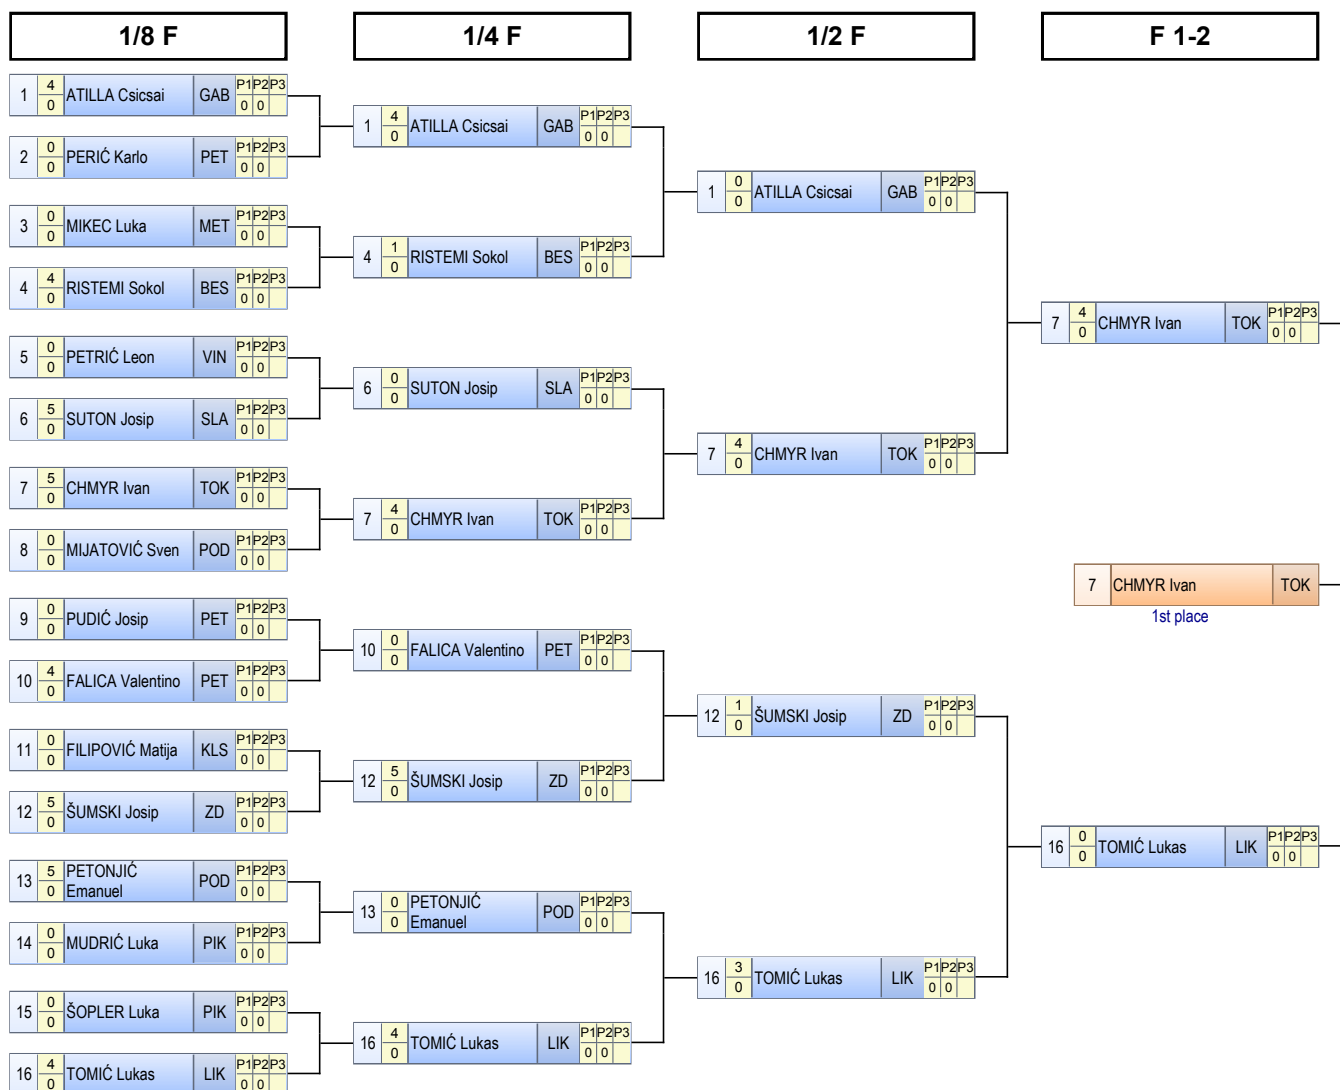 1/8 F
1/4 F
1/2 F
F 1-2
1 4 0 ATILLA Csicsai GAB P1 P2 P3 0 0
2 0 0 PERIĆ Karlo PET P1 P2 P3 0 0
3 0 0 MIKEC Luka MET P1 P2 P3 0 0
4 4 0 RISTEMI Sokol BES P1 P2 P3 0 0
5 0 0 PETRIĆ Leon VIN P1 P2 P3 0 0
6 5 0 SUTON Josip SLA P1 P2 P3 0 0
7 5 0 CHMYR Ivan TOK P1 P2 P3 0 0
8 0 0 MIJATOVIĆ Sven POD P1 P2 P3 0 0
9 0 0 PUDIĆ Josip PET P1 P2 P3 0 0
10 4 0 FALICA Valentino PET P1 P2 P3 0 0
11 0 0 FILIPOVIĆ Matija KLS P1 P2 P3 0 0
12 5 0 ŠUMSKI Josip ZD P1 P2 P3 0 0
13 5 0 PETONJIĆ
Emanuel POD P1 P2 P3 0 0
14 0 0 MUDRIĆ Luka PIK P1 P2 P3 0 0
15 0 0 ŠOPLER Luka PIK P1 P2 P3 0 0
16 4 0 TOMIĆ Lukas LIK P1 P2 P3 0 0
1 4 0 ATILLA Csicsai GAB P1 P2 P3 0 0
4 1 0 RISTEMI Sokol BES P1 P2 P3 0 0
6 0 0 SUTON Josip SLA P1 P2 P3 0 0
7 4 0 CHMYR Ivan TOK P1 P2 P3 0 0
10 0 0 FALICA Valentino PET P1 P2 P3 0 0
12 5 0 ŠUMSKI Josip ZD P1 P2 P3 0 0
13 0 0 PETONJIĆ
Emanuel POD P1 P2 P3 0 0
16 4 0 TOMIĆ Lukas LIK P1 P2 P3 0 0
1 0 0 ATILLA Csicsai GAB P1 P2 P3 0 0
7 4 0 CHMYR Ivan TOK P1 P2 P3 0 0
12 1 0 ŠUMSKI Josip ZD P1 P2 P3 0 0
16 3 0 TOMIĆ Lukas LIK P1 P2 P3 0 0
7 4 0 CHMYR Ivan TOK P1 P2 P3 0 0
7 CHMYR Ivan TOK
1st place
16 0 0 TOMIĆ Lukas LIK P1 P2 P3 0 0